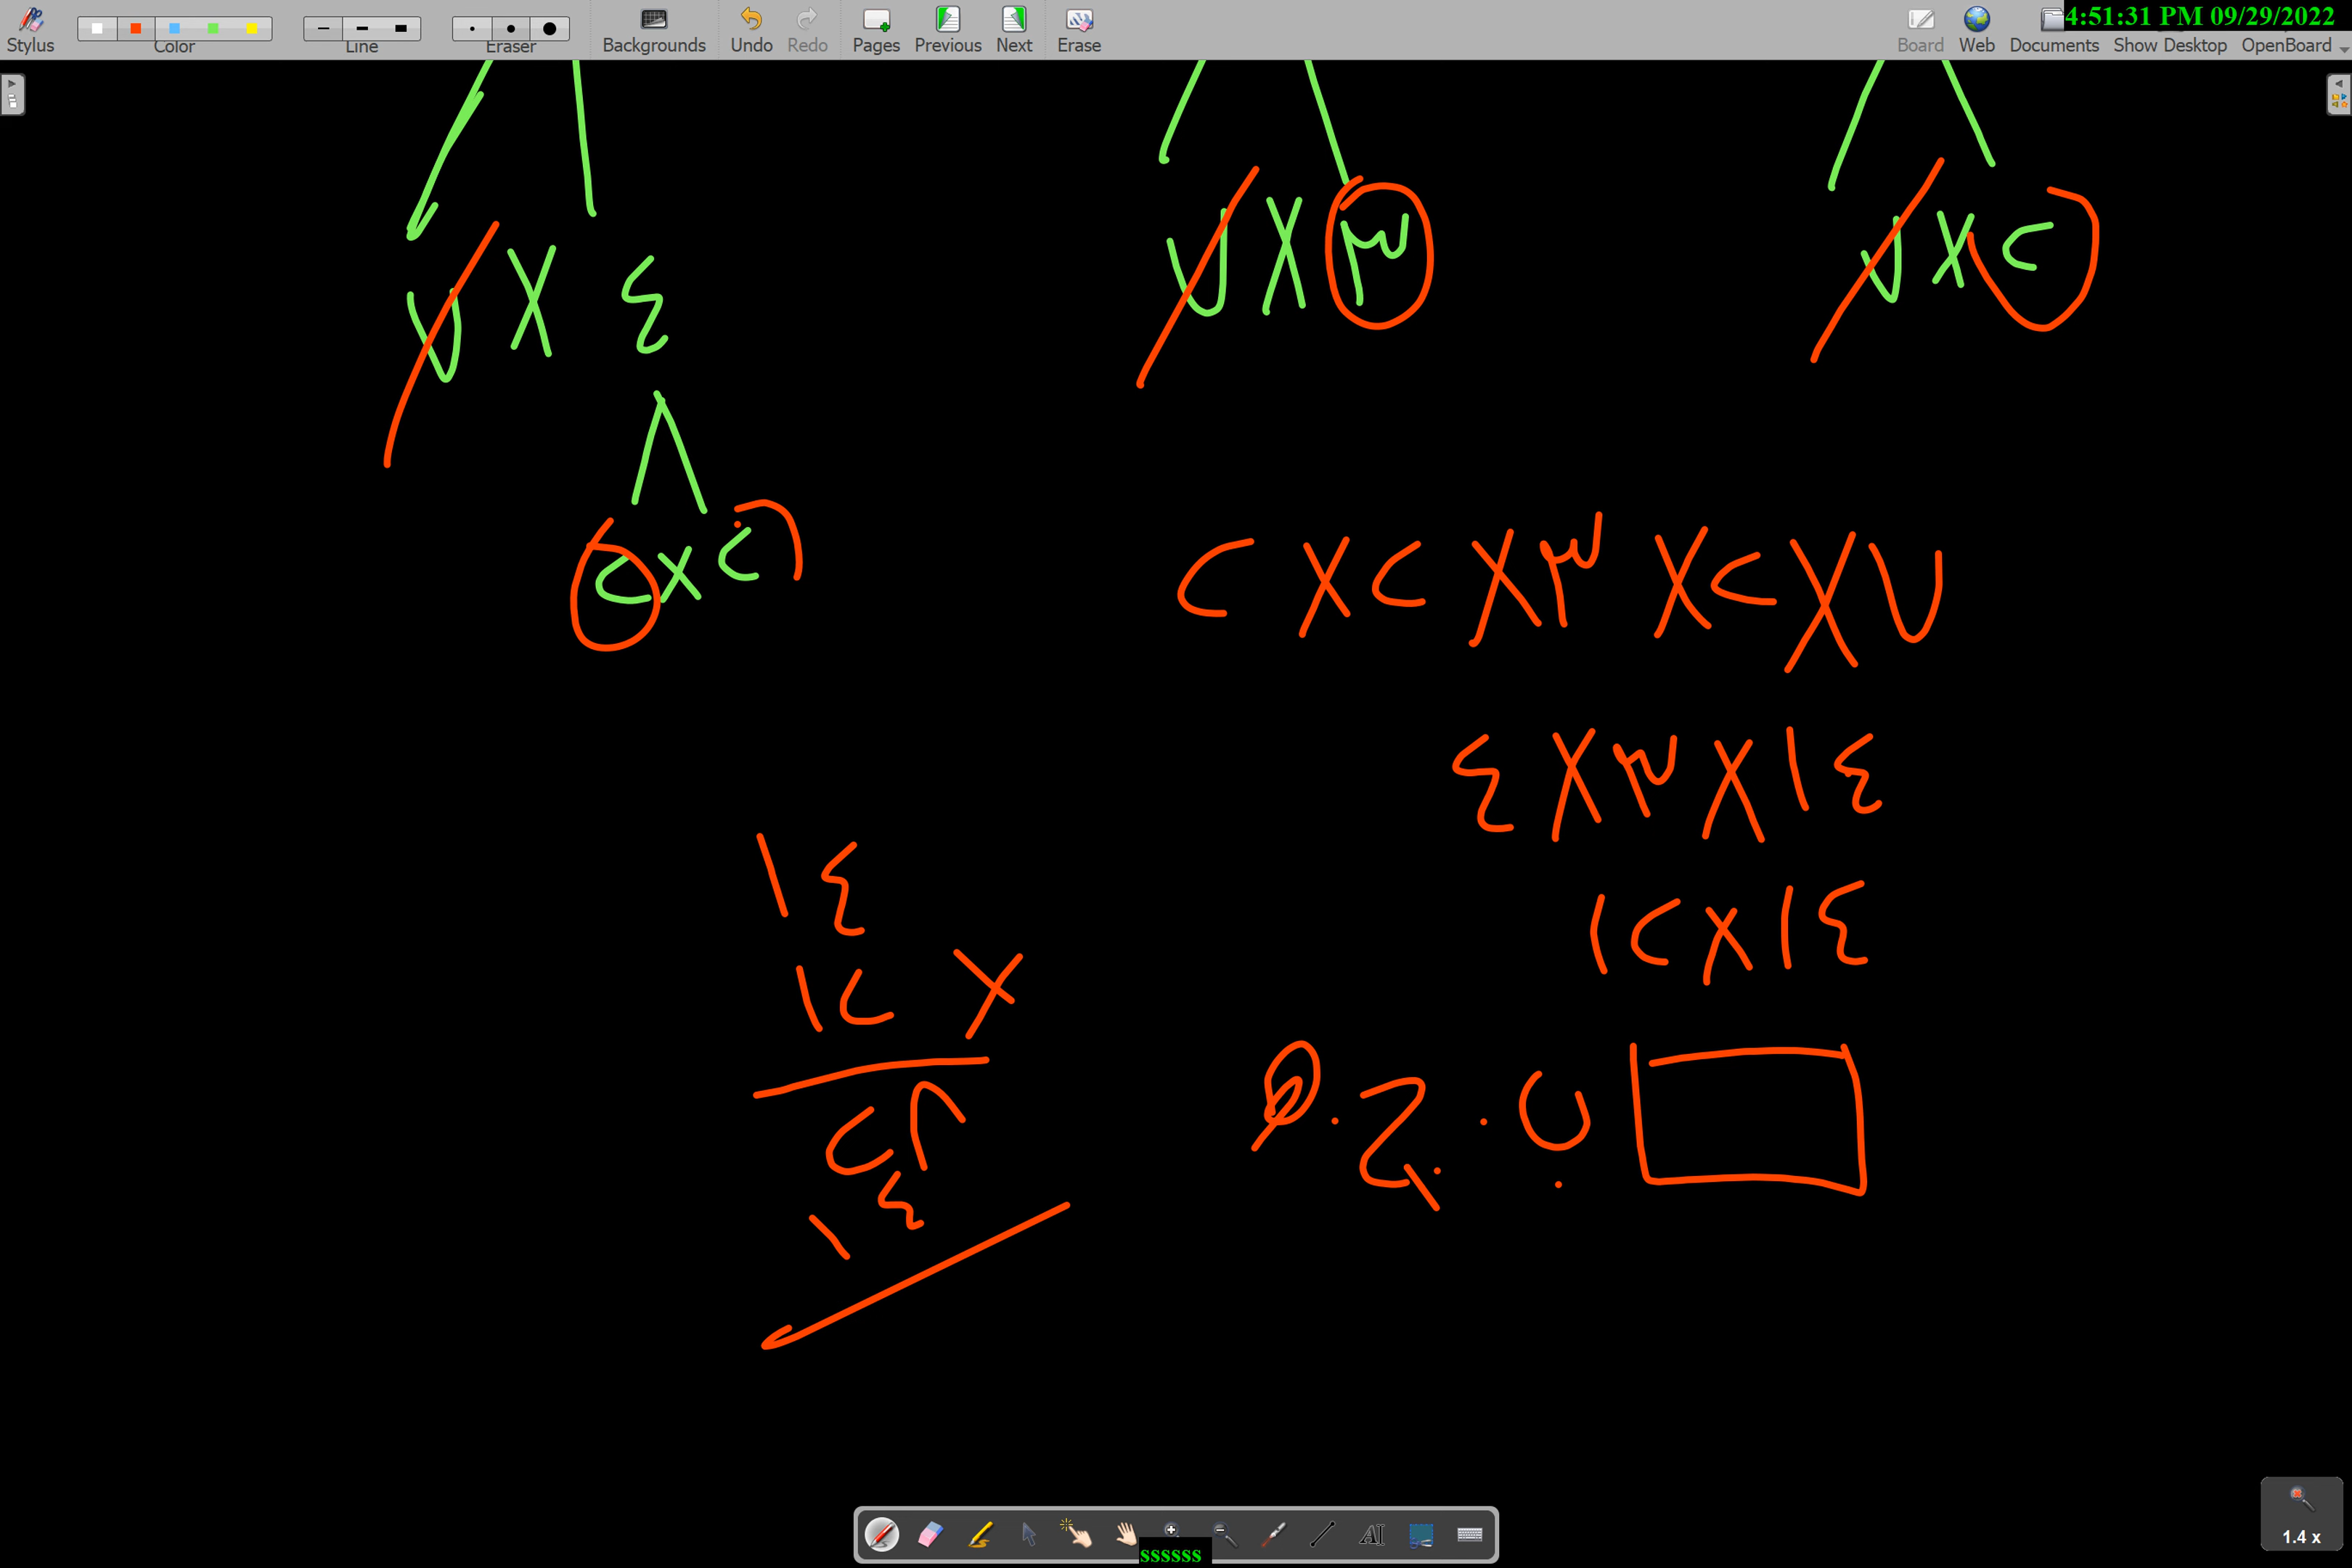 4:51:31 PM 09/29/2022
Stylus Color Line Eraser Backgrounds Undo Redo Pages Previous Next Erase Board Web Documents Show Desktop OpenBoard
٧ × ٤
٧ × ٣
٧ × ٢
٢ × ٢
٢ × ٢ × ٣ × ٢ × ٧
٤ × ٣ × ١٤
١٢ × ١٤
١٤
١٢ ×
٢٨
١٤
1.4 x
ssssss